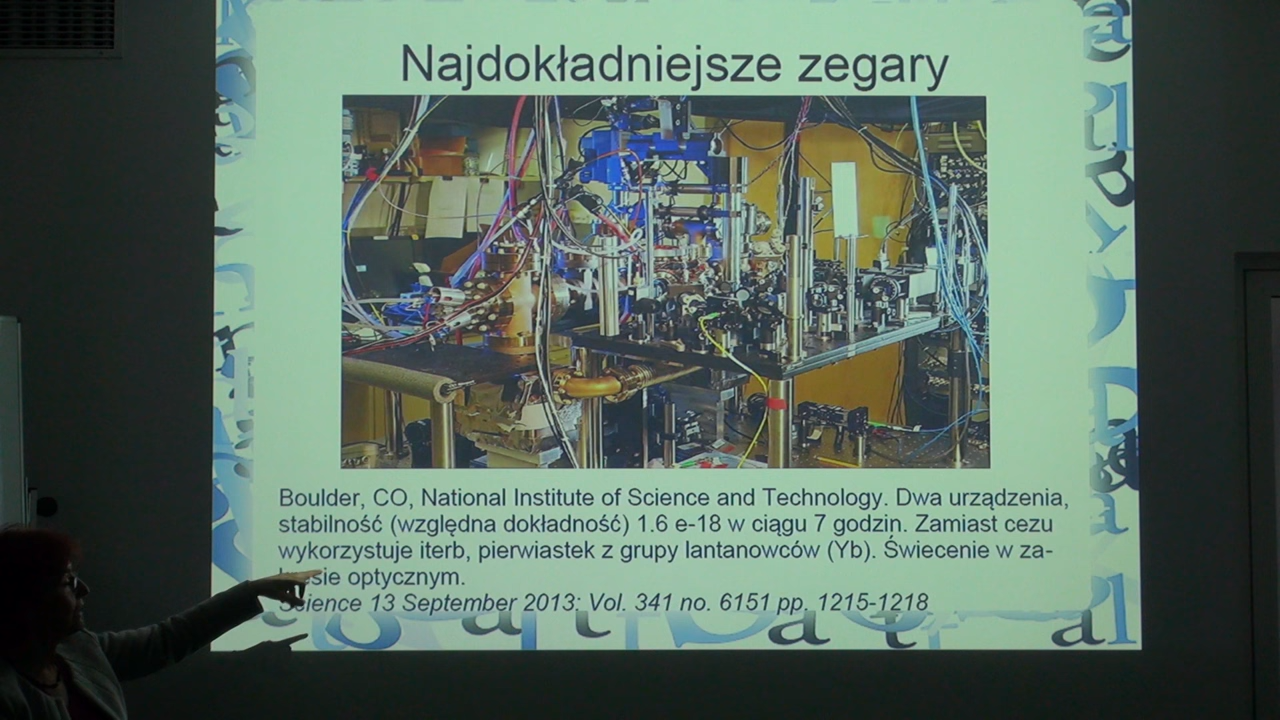 Najdokładniejsze zegary
Boulder, CO, National Institute of Science and Technology. Dwa urządzenia,
stabilność (względna dokładność) 1.6 e-18 w ciągu 7 godzin. Zamiast cezu
wykorzystuje iterb, pierwiastek z grupy lantanowców (Yb). Świecenie w za-
kresie optycznym.
Science 13 September 2013: Vol. 341 no. 6151 pp. 1215-1218